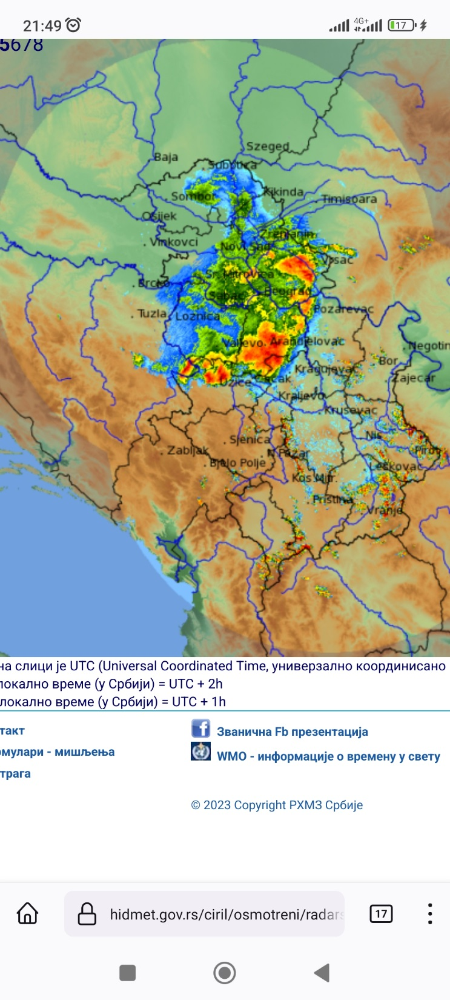 21:49
4G+
17
5678
Szeged
Baja
Subotica
Kikinda
Sombor
Timisoara
Osijek
Zrenjanin
Vinkovci
Novi Sad
Vrsac
Sr. Mitrovica
Brcko
Beograd
Sabac
Pozarevac
Tuzla
Loznica
Valjevo
Arandjelovac
Negotin
Bor
Kragujevac
Zajecar
Uzice
Cacak
Kraljevo
Krusevac
Nis
Sjenica
Zabljak
N.Pazar
Pirot
Bjelo Polje
Leskovac
Kos.Mitr.
Pristina
Vranje
на слици је UTC (Universal Coordinated Time, универзално координисано
локално време (у Србији) = UTC + 2h
локално време (у Србији) = UTC + 1h
такт
Званична Fb презентација
рмулари - мишљења
WMO - информације о времену у свету
трага
© 2023 Copyright РХМЗ Србије
hidmet.gov.rs/ciril/osmotreni/radars
17